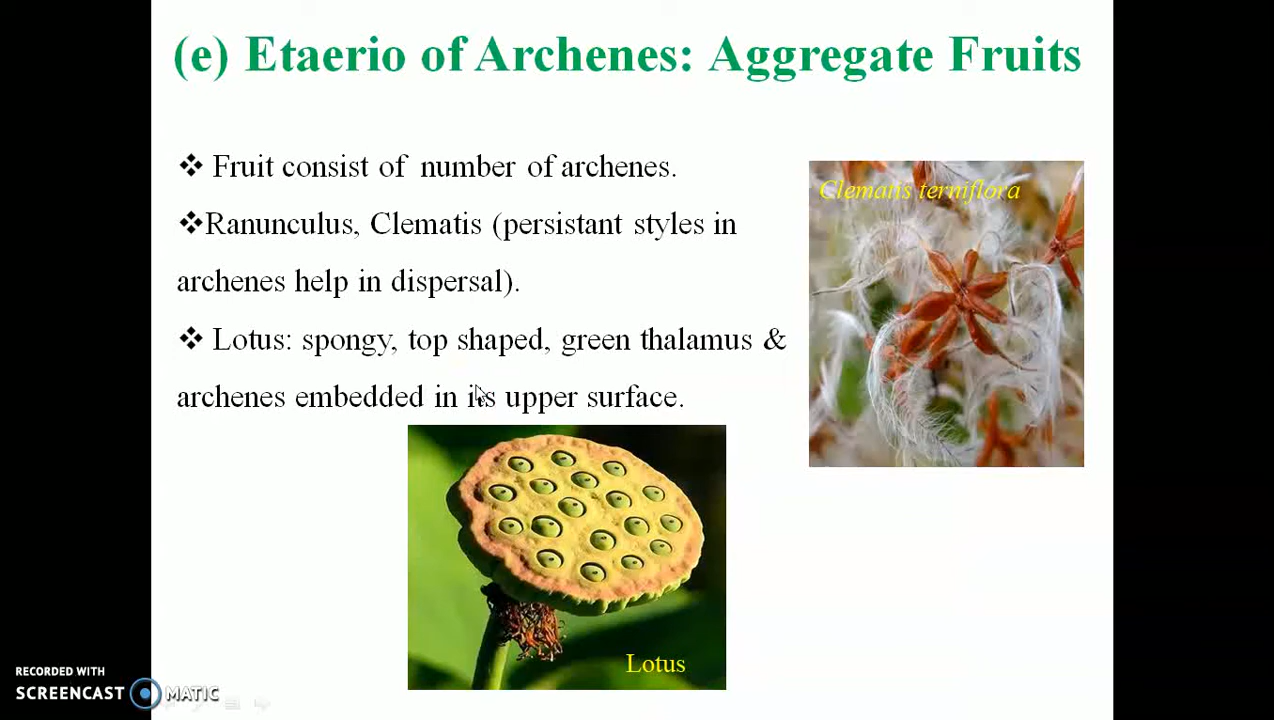 (e) Etaerio of Archenes: Aggregate Fruits
❖ Fruit consist of number of archenes.
❖Ranunculus, Clematis (persistant styles in
archenes help in dispersal).
❖ Lotus: spongy, top shaped, green thalamus &
archenes embedded in its upper surface.
Clematis terniflora
Lotus
RECORDED WITH
SCREENCAST MATIC